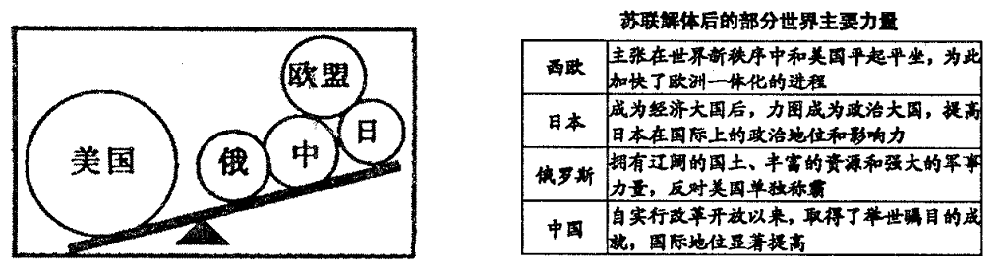 美国
俄
中
日
欧盟
苏联解体后的部分世界主要力量
西欧
主张在世界新秩序中和美国平起平坐，为此
加快了欧洲一体化的进程
日本
成为经济大国后，力图成为政治大国，提高
日本在国际上的政治地位和影响力
俄罗斯
拥有辽阔的国土、丰富的资源和强大的军事
力量，反对美国单独称霸
中国
自实行改革开放以来，取得了举世瞩目的成
就，国际地位显著提高